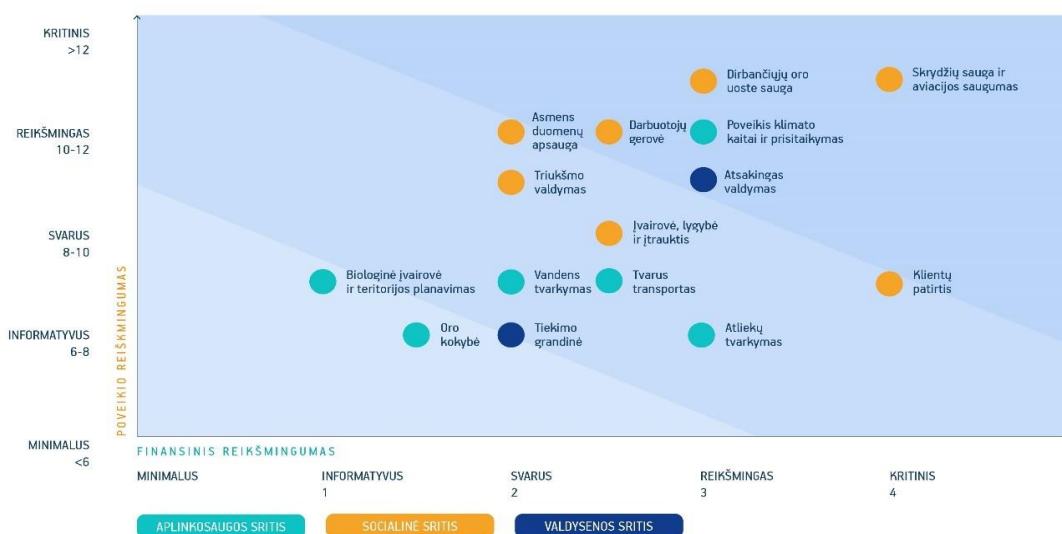 KRITINIS
>12
REIKŠMINGAS
10-12
SVARUS
8-10
INFORMATYVUS
6-8
MINIMALUS
<6
POVEIKIO REIŠKMINGUMAS
Dirbančiųjų oro
uoste sauga
Skrydžių sauga ir
aviacijos saugumas
Asmens
duomenų
apsauga
Darbuotojų
gerovė
Poveikis klimato
kaitai ir prisitaikymas
Triukšmo
valdymas
Atsakingas
valdymas
Įvairovė, lygybė
ir įtrauktis
Biologinė įvairovė
ir teritorijos planavimas
Vandens
tvarkymas
Tvarus
transportas
Klientų
patirtis
Oro
kokybė
Tiekimo
grandinė
Atliekų
tvarkymas
FINANSINIS REIKŠMINGUMAS
MINIMALUS
INFORMATYVUS
1
SVARUS
2
REIKŠMINGAS
3
KRITINIS
4
APLINKOSAUGOS SRITIS
SOCIALINĖ SRITIS
VALDYSENOS SRITIS